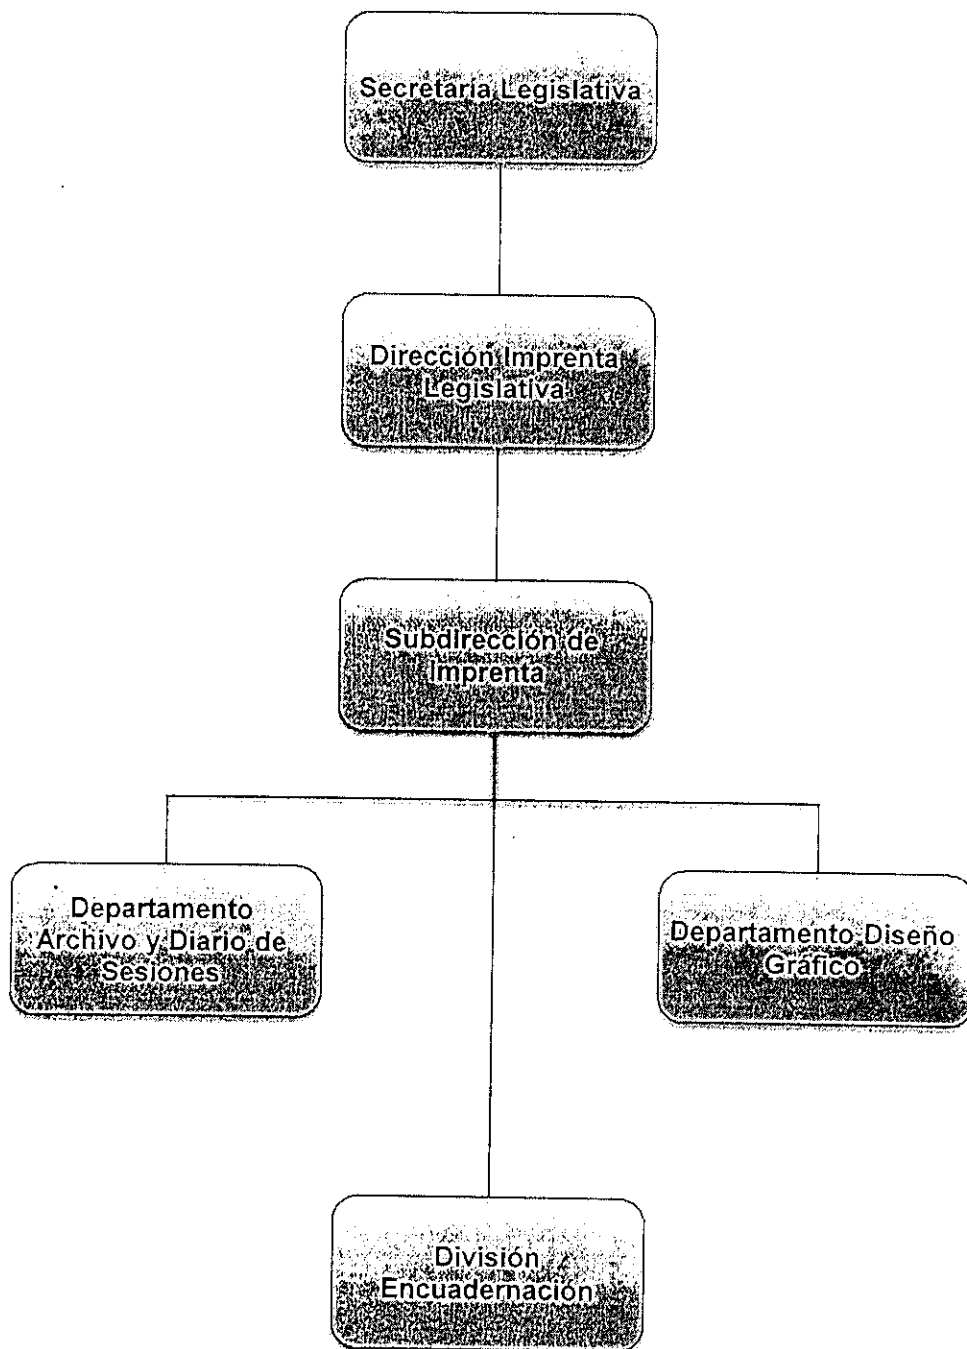 Secretaría Legislativa
Dirección Imprenta
Legislativa
Subdirección de
Imprenta
Departamento
Archivo y Diario de
Sesiones
Departamento Diseño
Gráfico
División
Encuadernación